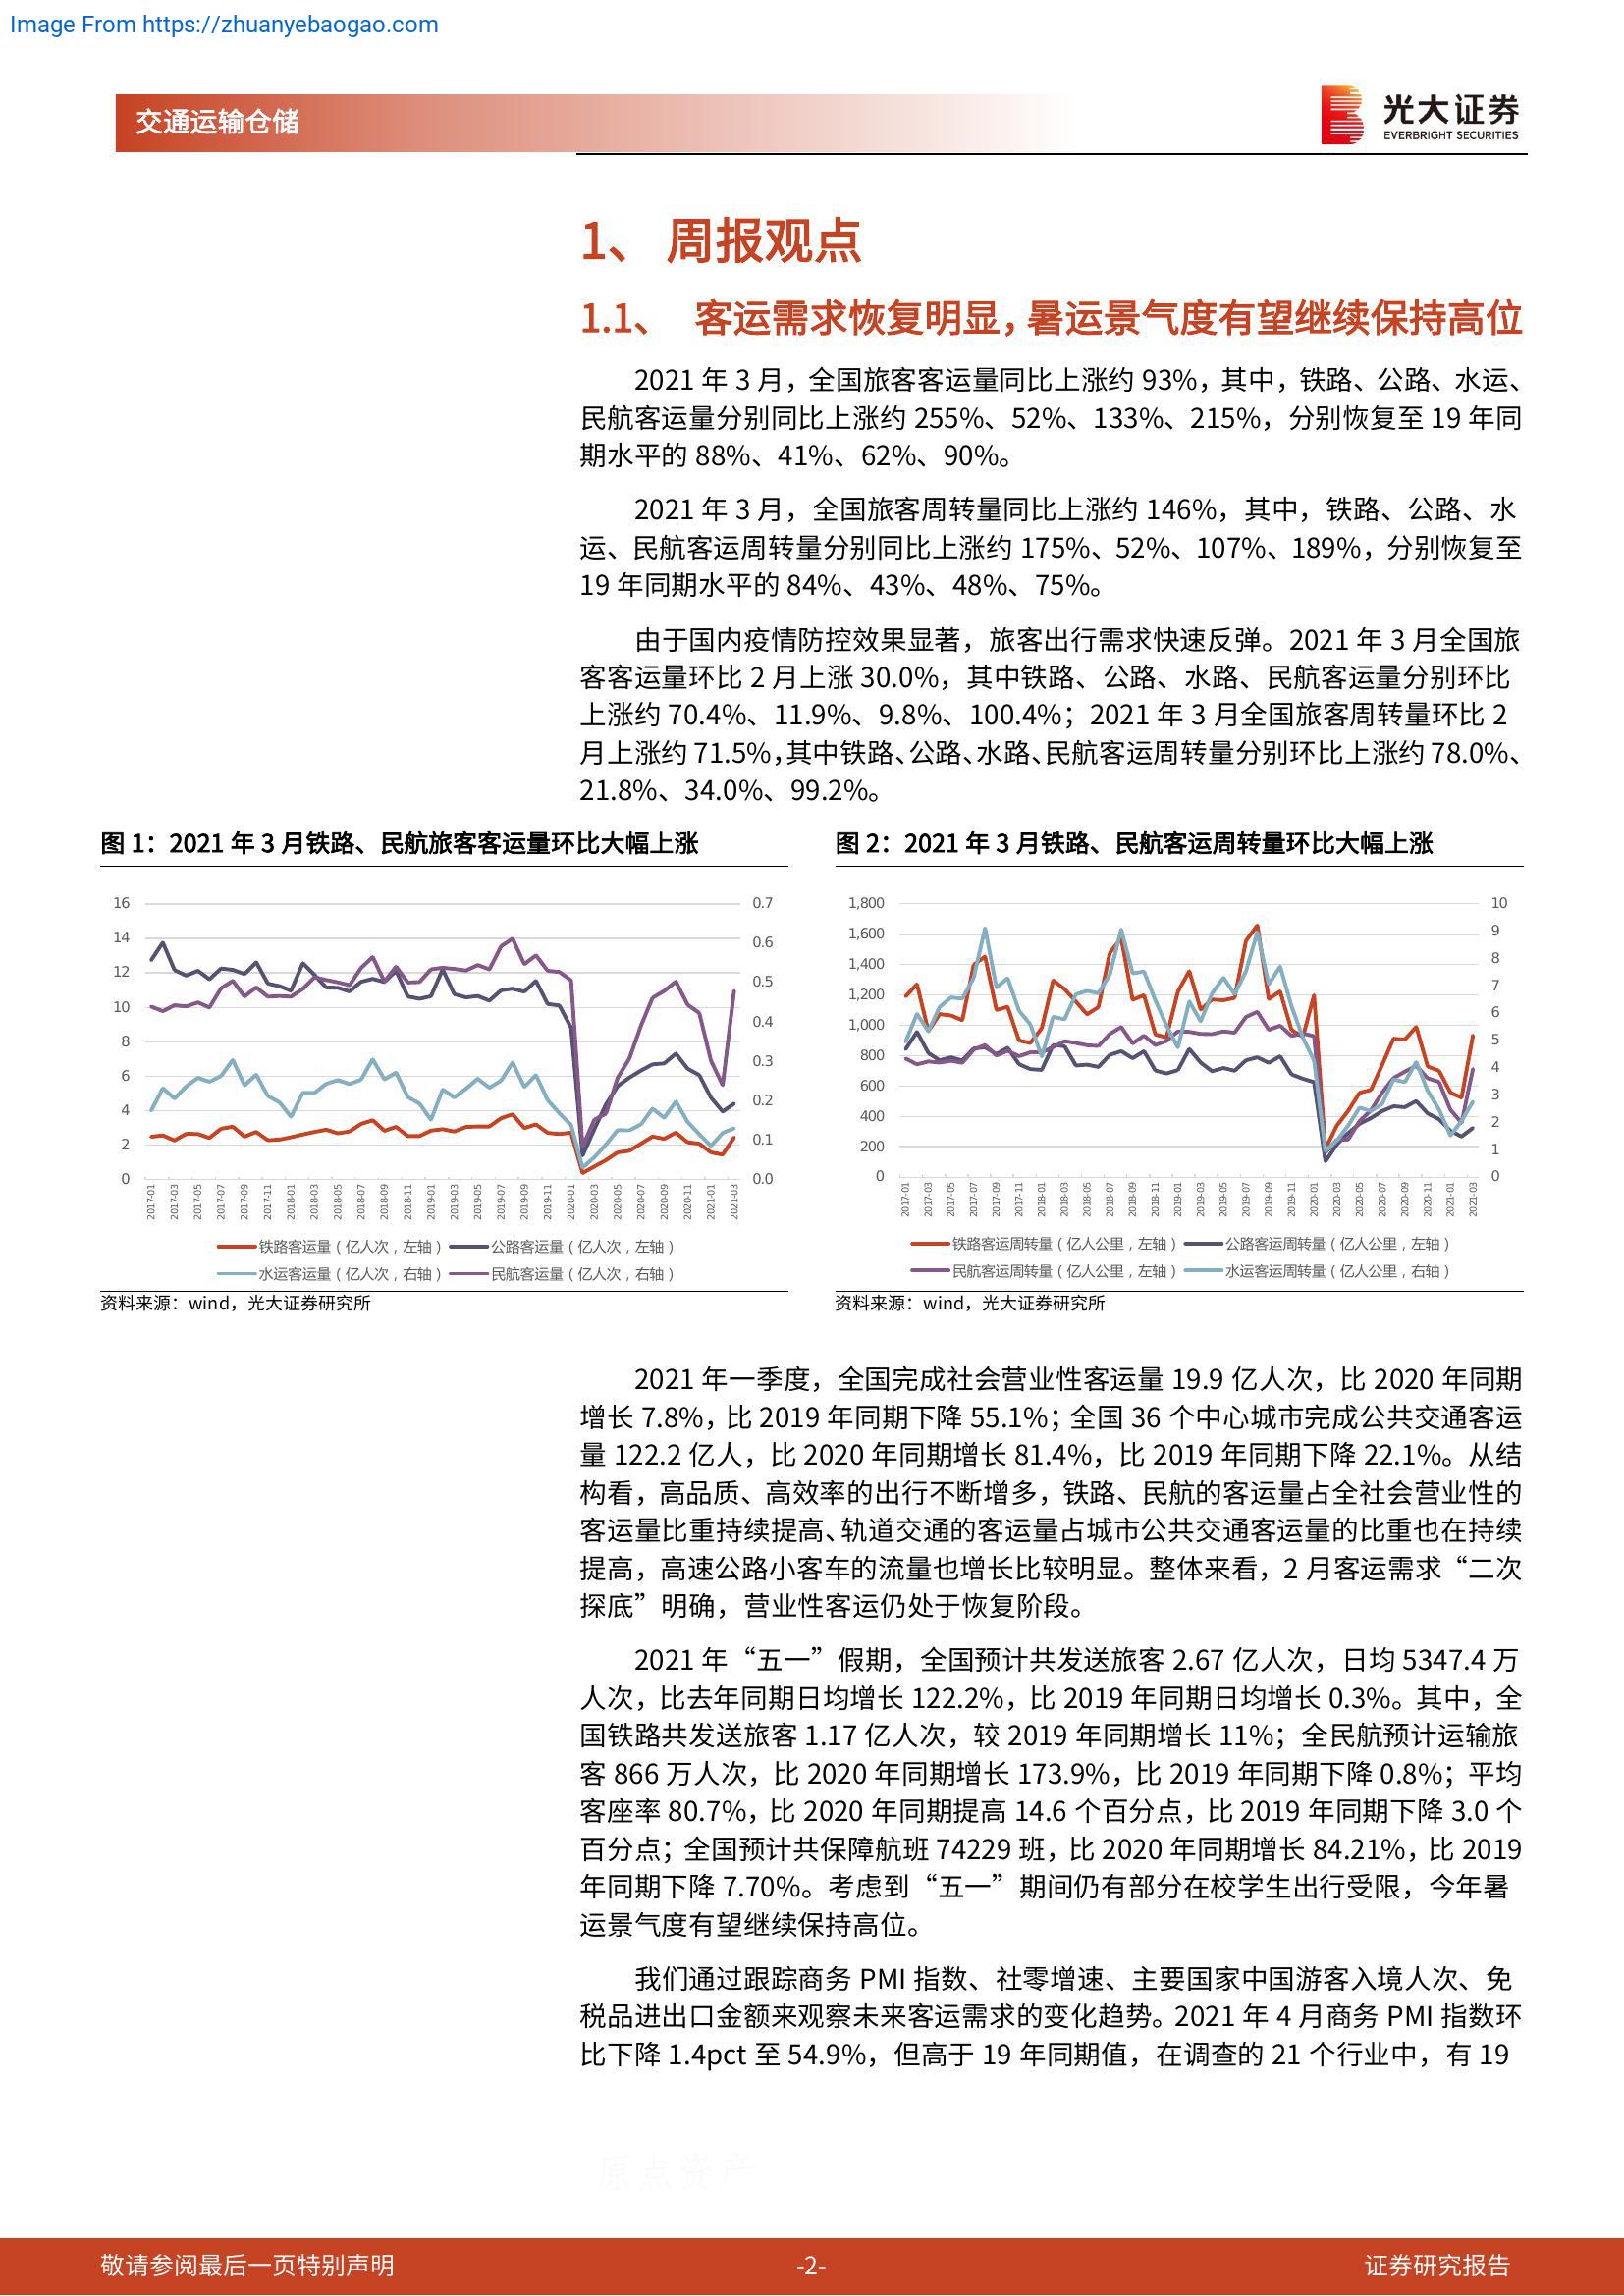 Image From https://zhuanyebaogao.com
交通运输仓储
光大证券
EVERBRIGHT SECURITIES
1、 周报观点
1.1、 客运需求恢复明显，暑运景气度有望继续保持高位
2021 年 3 月，全国旅客客运量同比上涨约 93%，其中，铁路、公路、水运、
民航客运量分别同比上涨约 255%、52%、133%、215%，分别恢复至 19 年同
期水平的 88%、41%、62%、90%。
2021 年 3 月，全国旅客周转量同比上涨约 146%，其中，铁路、公路、水
运、民航客运周转量分别同比上涨约 175%、52%、107%、189%，分别恢复至
19 年同期水平的 84%、43%、48%、75%。
由于国内疫情防控效果显著，旅客出行需求快速反弹。2021 年 3 月全国旅
客客运量环比 2 月上涨 30.0%，其中铁路、公路、水路、民航客运量分别环比
上涨约 70.4%、11.9%、9.8%、100.4%；2021 年 3 月全国旅客周转量环比 2
月上涨约 71.5%，其中铁路、公路、水路、民航客运周转量分别环比上涨约 78.0%、
21.8%、34.0%、99.2%。
图 1：2021 年 3 月铁路、民航旅客客运量环比大幅上涨
16
14
12
10
8
6
4
2
0
0.7
0.6
0.5
0.4
0.3
0.2
0.1
0.0
2017-01 2017-03 2017-05 2017-07 2017-09 2017-11 2018-01 2018-03 2018-05 2018-07 2018-09 2018-11 2019-01 2019-03 2019-05 2019-07 2019-09 2019-11 2020-01 2020-03 2020-05 2020-07 2020-09 2020-11 2021-01 2021-03
铁路客运量（亿人次，左轴） 公路客运量（亿人次，左轴）
水运客运量（亿人次，右轴） 民航客运量（亿人次，右轴）
资料来源：wind，光大证券研究所
图 2：2021 年 3 月铁路、民航客运周转量环比大幅上涨
1,800
1,600
1,400
1,200
1,000
800
600
400
200
0
10
9
8
7
6
5
4
3
2
1
0
2017-01 2017-03 2017-05 2017-07 2017-09 2017-11 2018-01 2018-03 2018-05 2018-07 2018-09 2018-11 2019-01 2019-03 2019-05 2019-07 2019-09 2019-11 2020-01 2020-03 2020-05 2020-07 2020-09 2020-11 2021-01 2021-03
铁路客运周转量（亿人公里，左轴） 公路客运周转量（亿人公里，左轴）
民航客运周转量（亿人公里，左轴） 水运客运周转量（亿人公里，右轴）
资料来源：wind，光大证券研究所
2021 年一季度，全国完成社会营业性客运量 19.9 亿人次，比 2020 年同期
增长 7.8%，比 2019 年同期下降 55.1%；全国 36 个中心城市完成公共交通客运
量 122.2 亿人，比 2020 年同期增长 81.4%，比 2019 年同期下降 22.1%。从结
构看，高品质、高效率的出行不断增多，铁路、民航的客运量占全社会营业性的
客运量比重持续提高、轨道交通的客运量占城市公共交通客运量的比重也在持续
提高，高速公路小客车的流量也增长比较明显。整体来看，2 月客运需求“二次
探底”明确，营业性客运仍处于恢复阶段。
2021 年“五一”假期，全国预计共发送旅客 2.67 亿人次，日均 5347.4 万
人次，比去年同期日均增长 122.2%，比 2019 年同期日均增长 0.3%。其中，全
国铁路共发送旅客 1.17 亿人次，较 2019 年同期增长 11%；全民航预计运输旅
客 866 万人次，比 2020 年同期增长 173.9%，比 2019 年同期下降 0.8%；平均
客座率 80.7%，比 2020 年同期提高 14.6 个百分点，比 2019 年同期下降 3.0 个
百分点；全国预计共保障航班 74229 班，比 2020 年同期增长 84.21%，比 2019
年同期下降 7.70%。考虑到“五一”期间仍有部分在校学生出行受限，今年暑
运景气度有望继续保持高位。
我们通过跟踪商务 PMI 指数、社零增速、主要国家中国游客入境人次、免
税品进出口金额来观察未来客运需求的变化趋势。2021 年 4 月商务 PMI 指数环
比下降 1.4pct 至 54.9%，但高于 19 年同期值，在调查的 21 个行业中，有 19
原点资产
敬请参阅最后一页特别声明
-2-
证券研究报告